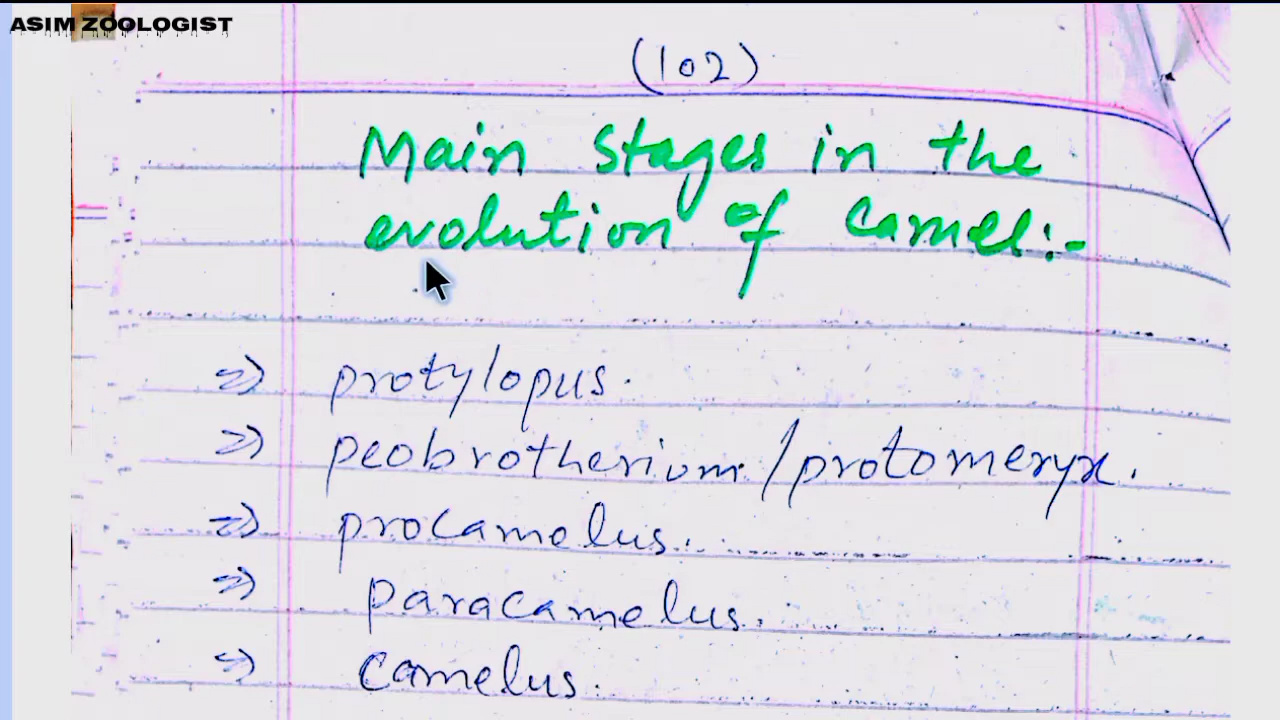 ASIM ZOOLOGIST
(102)
Main stages in the
evolution of camel:-
=> protylopus.
=> peobrotherium/protomeryx.
=> procamelus.
=> paracamelus.
=> camelus.